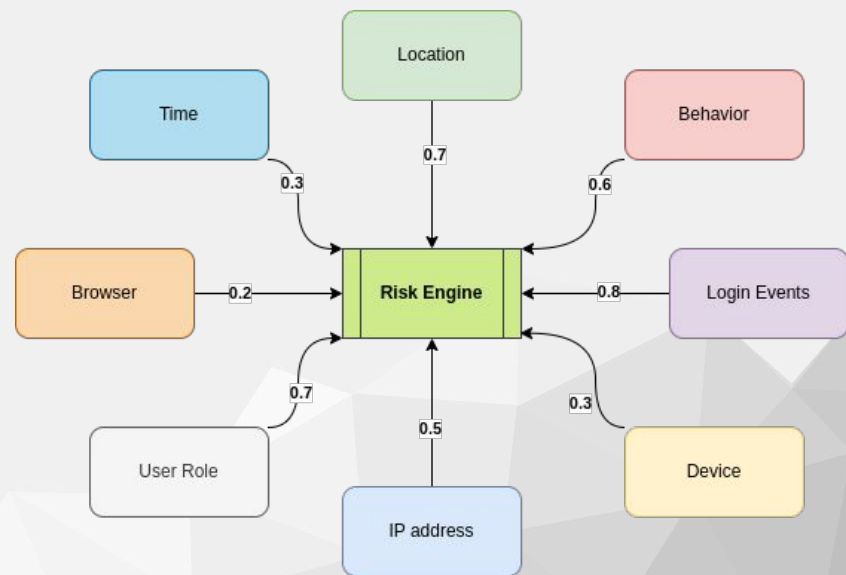 Location
Time
Behavior
0.7
0.3
0.6
Browser
0.2
Risk Engine
0.8
Login Events
0.7
0.5
0.3
User Role
IP address
Device